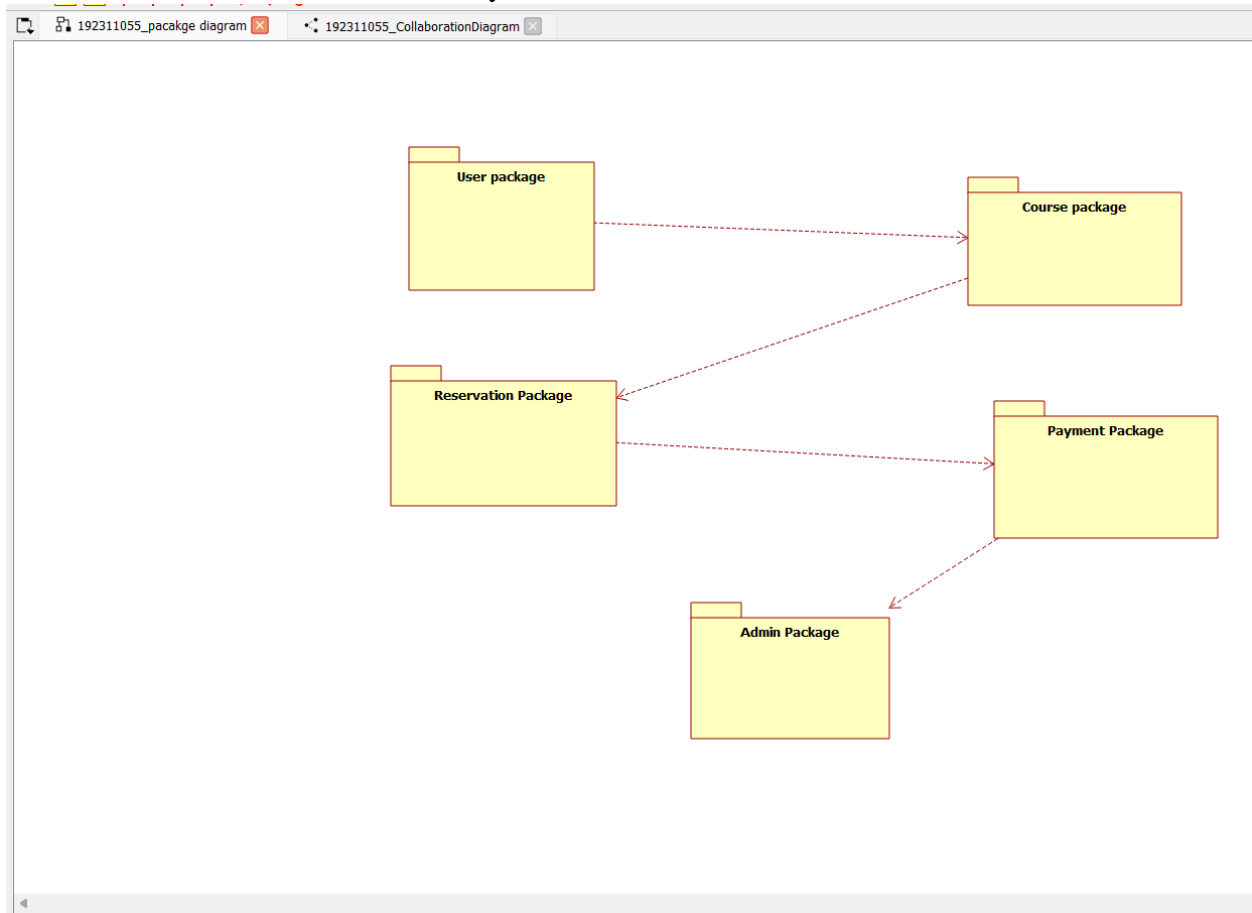 192311055_pacakge diagram
192311055_CollaborationDiagram
User package
Course package
Reservation Package
Payment Package
Admin Package